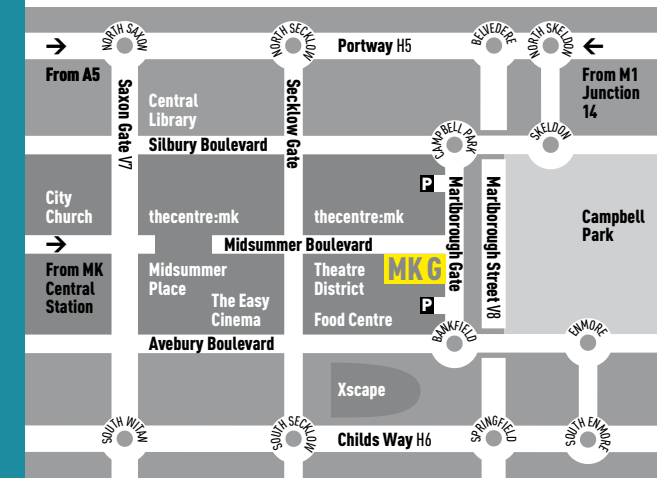 NORTH SAXON
NORTH SECKLOW
BELVEDERE
NORTH SKELDON
→
Portway H5
←
From A5
From M1
Junction
14
Saxon Gate V7
Secklow Gate
Central
Library
CAMPBELL PARK
SKELDON
Silbury Boulevard
P
Marlborough Gate
Marlborough Street V8
City
Church
thecentre:mk
thecentre:mk
Campbell
Park
→
Midsummer Boulevard
From MK
Central
Station
Midsummer
Place
The Easy
Cinema
Theatre
District
MK G
Food Centre
P
BANKFIELD
ENMORE
Avebury Boulevard
Xscape
SOUTH WITAN
SOUTH SECKLOW
Childs Way H6
SPRINGFIELD
SOUTH ENMORE